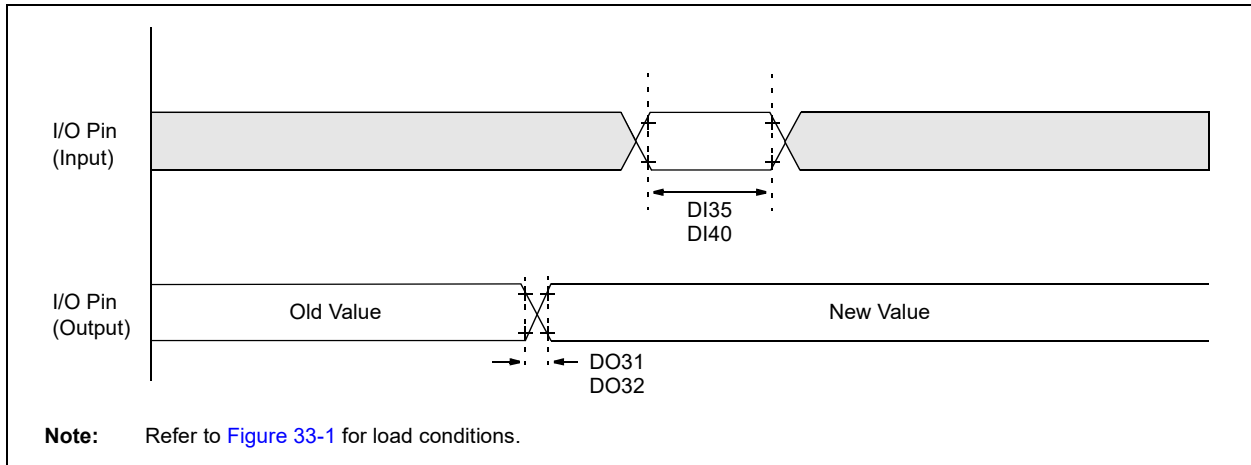 I/O Pin
(Input)
DI35
DI40
I/O Pin
(Output)
Old Value
New Value
DO31
DO32
Note: Refer to Figure 33-1 for load conditions.